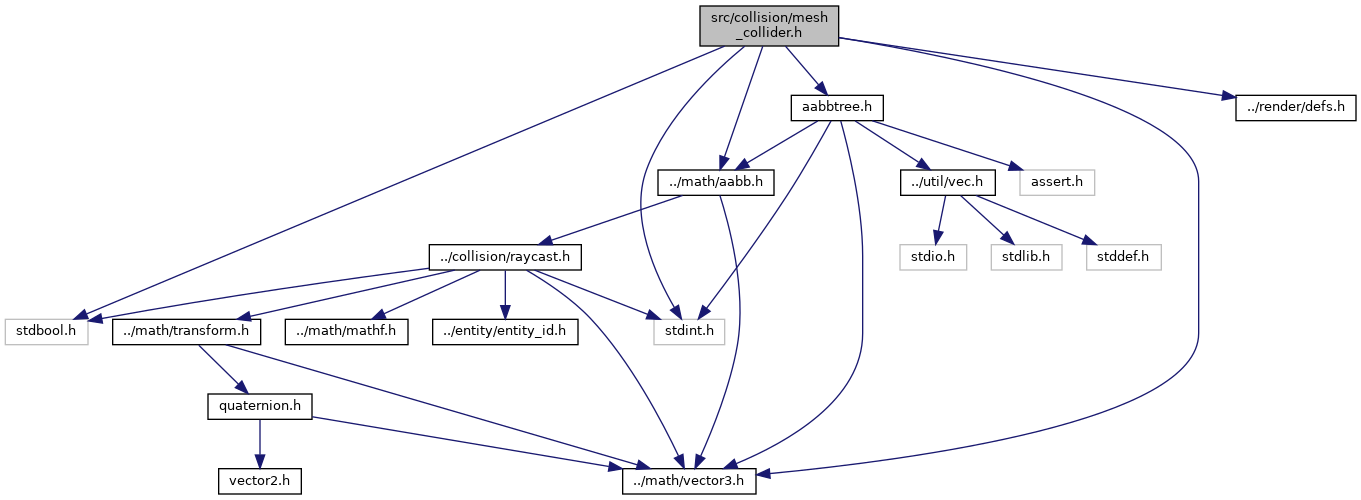 src/collision/mesh
_collider.h
aabbtree.h
../render/defs.h
../math/aabb.h
../util/vec.h
assert.h
../collision/raycast.h
stdio.h
stdlib.h
stddef.h
stdbool.h
../math/transform.h
../math/mathf.h
../entity/entity_id.h
stdint.h
quaternion.h
vector2.h
../math/vector3.h